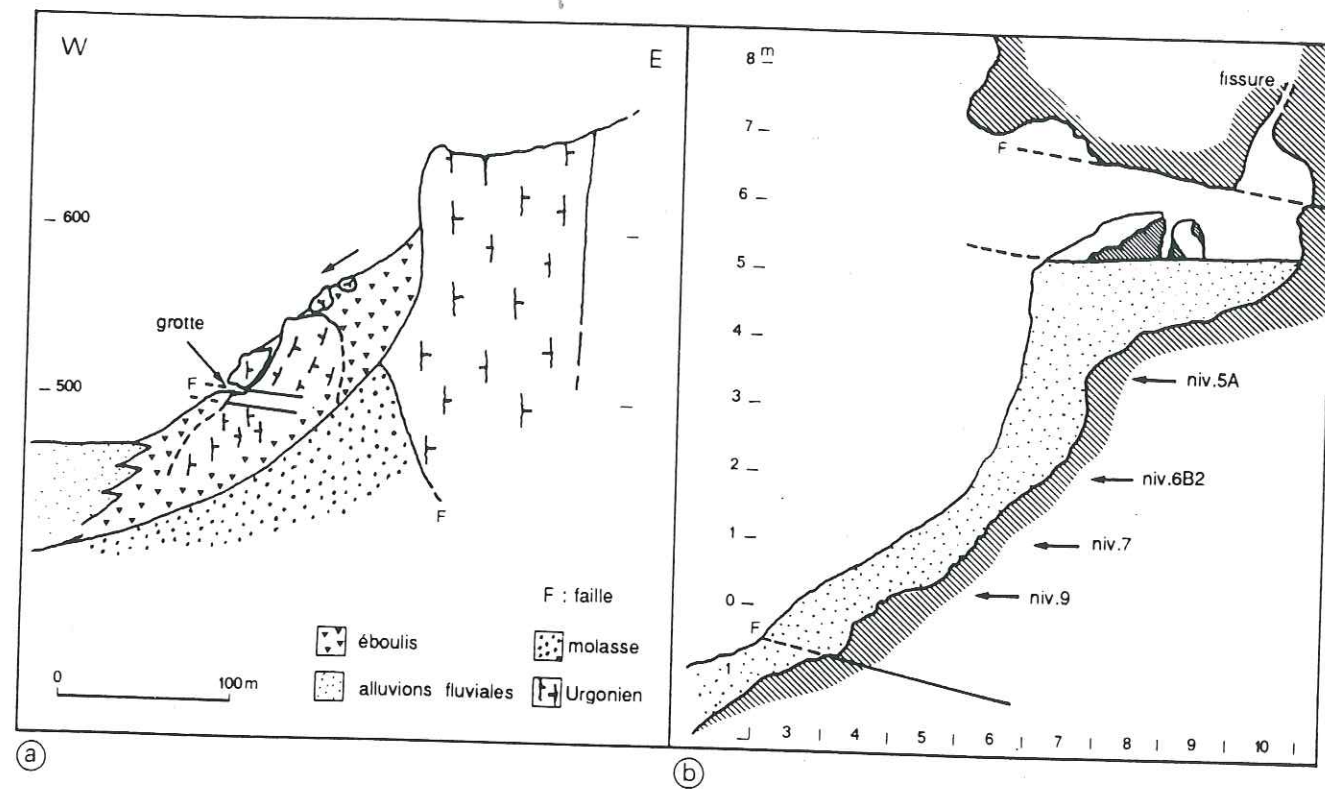 W
E
– 600
grotte
F
– 500
F
F : faille
éboulis
molasse
0 100 m
alluvions fluviales
Urgonien
a
8 m
fissure
7
F
6
5
4
niv.5A
3
2
niv.6B2
1
niv.7
0
niv.9
F
1
3 4 5 6 7 8 9 10
b